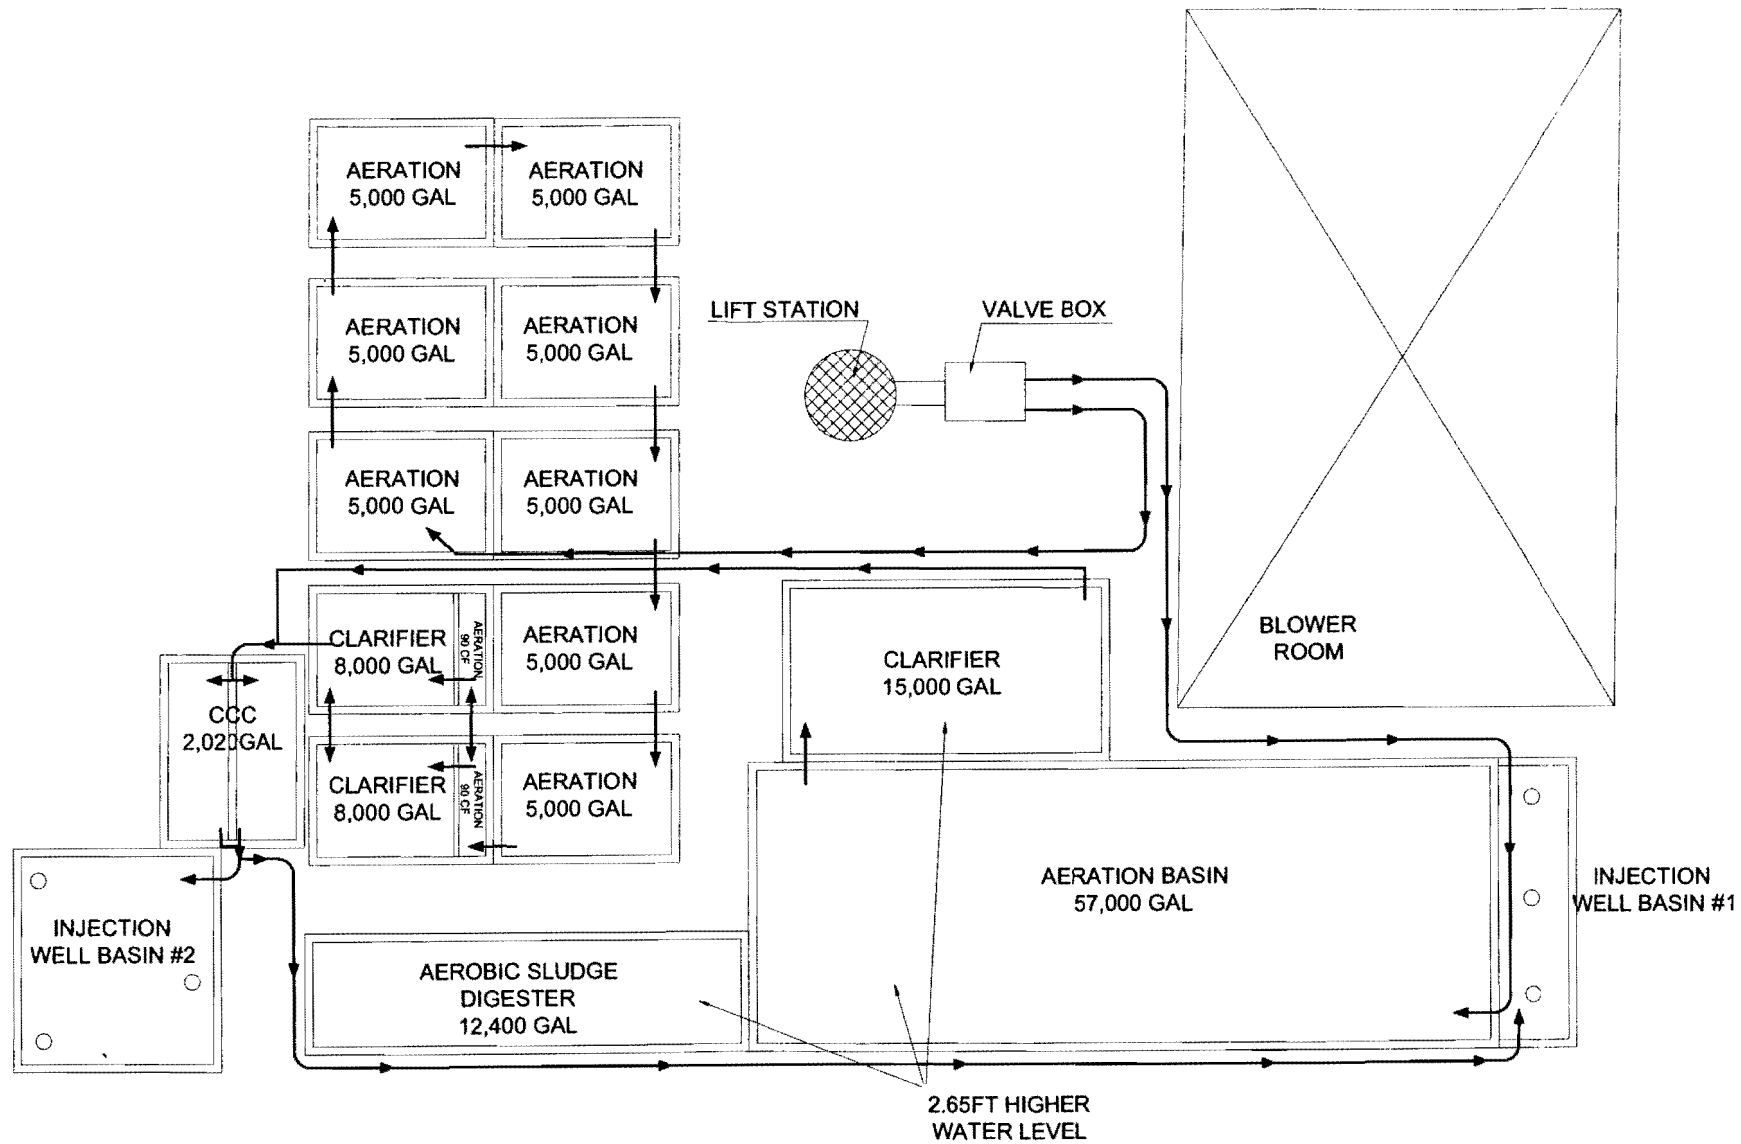 AERATION
5,000 GAL
AERATION
5,000 GAL
AERATION
5,000 GAL
AERATION
5,000 GAL
LIFT STATION
VALVE BOX
AERATION
5,000 GAL
AERATION
5,000 GAL
CLARIFIER
8,000 GAL
AERATION
90 CF
AERATION
5,000 GAL
CLARIFIER
15,000 GAL
BLOWER
ROOM
CCC
2,020GAL
CLARIFIER
8,000 GAL
AERATION
90 CF
AERATION
5,000 GAL
AERATION BASIN
57,000 GAL
INJECTION
WELL BASIN #1
INJECTION
WELL BASIN #2
AEROBIC SLUDGE
DIGESTER
12,400 GAL
2.65FT HIGHER
WATER LEVEL